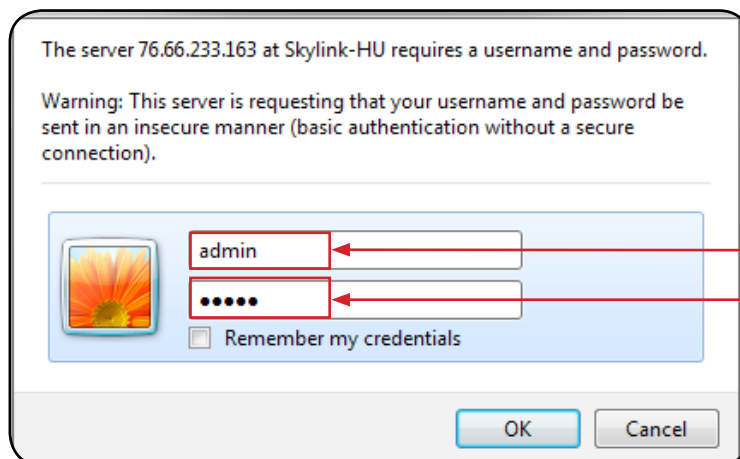 The server 76.66.233.163 at Skylink-HU requires a username and password.
Warning: This server is requesting that your username and password be
sent in an insecure manner (basic authentication without a secure
connection).
admin
●●●●●
Remember my credentials
OK
Cancel